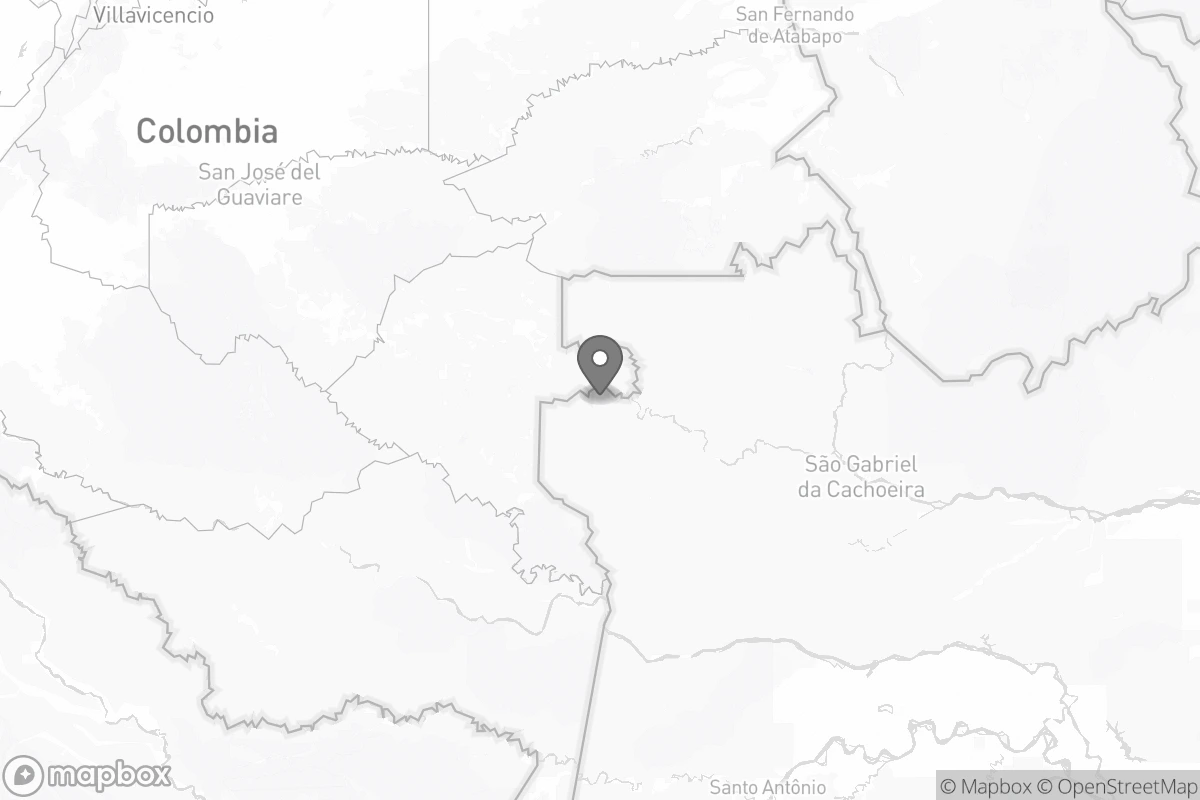 Villavicencio
San Fernando
de Atabapo
Colombia
San José del
Guaviare
São Gabriel
da Cachoeira
Santo Antônio
mapbox
© Mapbox © OpenStreetMap